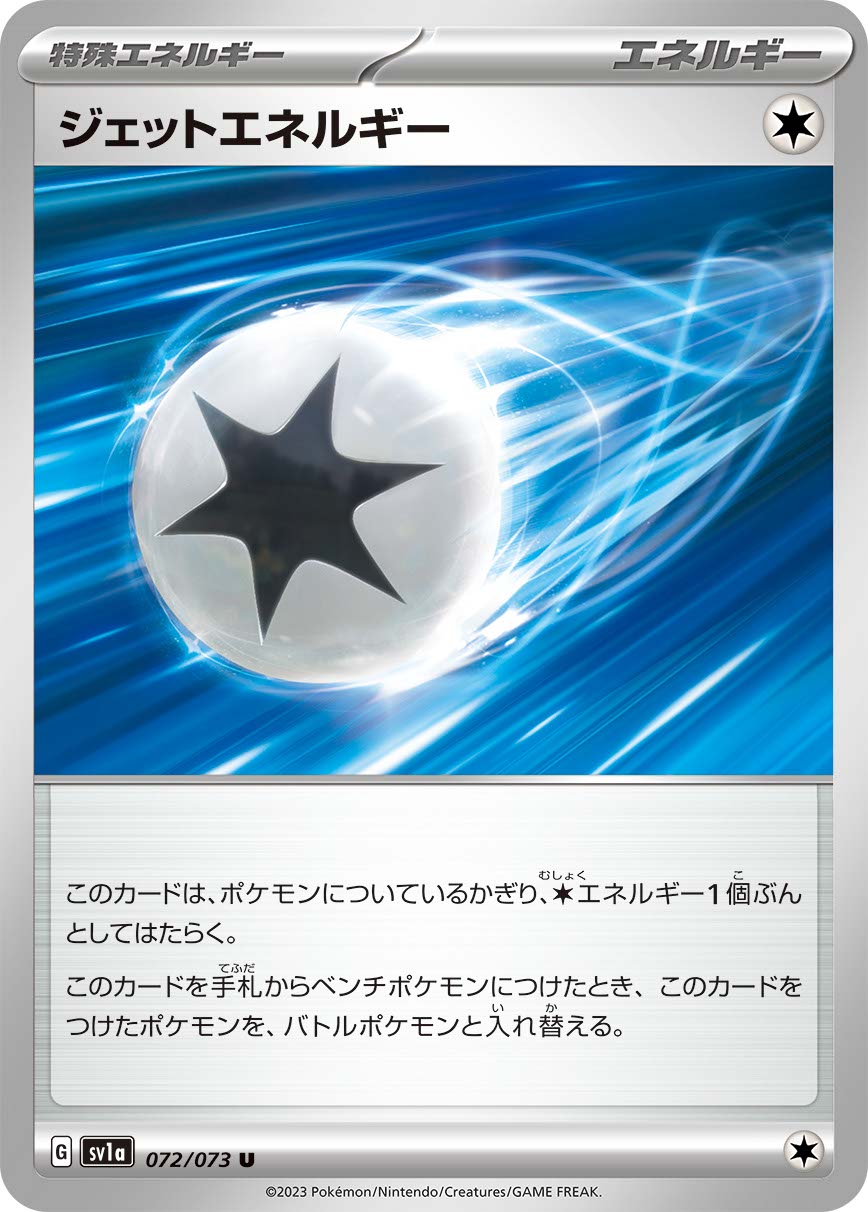 特殊エネルギー
エネルギー
ジェットエネルギー
むしょく こ
このカードは、ポケモンについているかぎり、★エネルギー1個ぶん
としてはたらく。
てふだ
このカードを手札からベンチポケモンにつけたとき、このカードを
い か
つけたポケモンを、バトルポケモンと入れ替える。
G sv1a 072/073 U
©2023 Pokémon/Nintendo/Creatures/GAME FREAK.